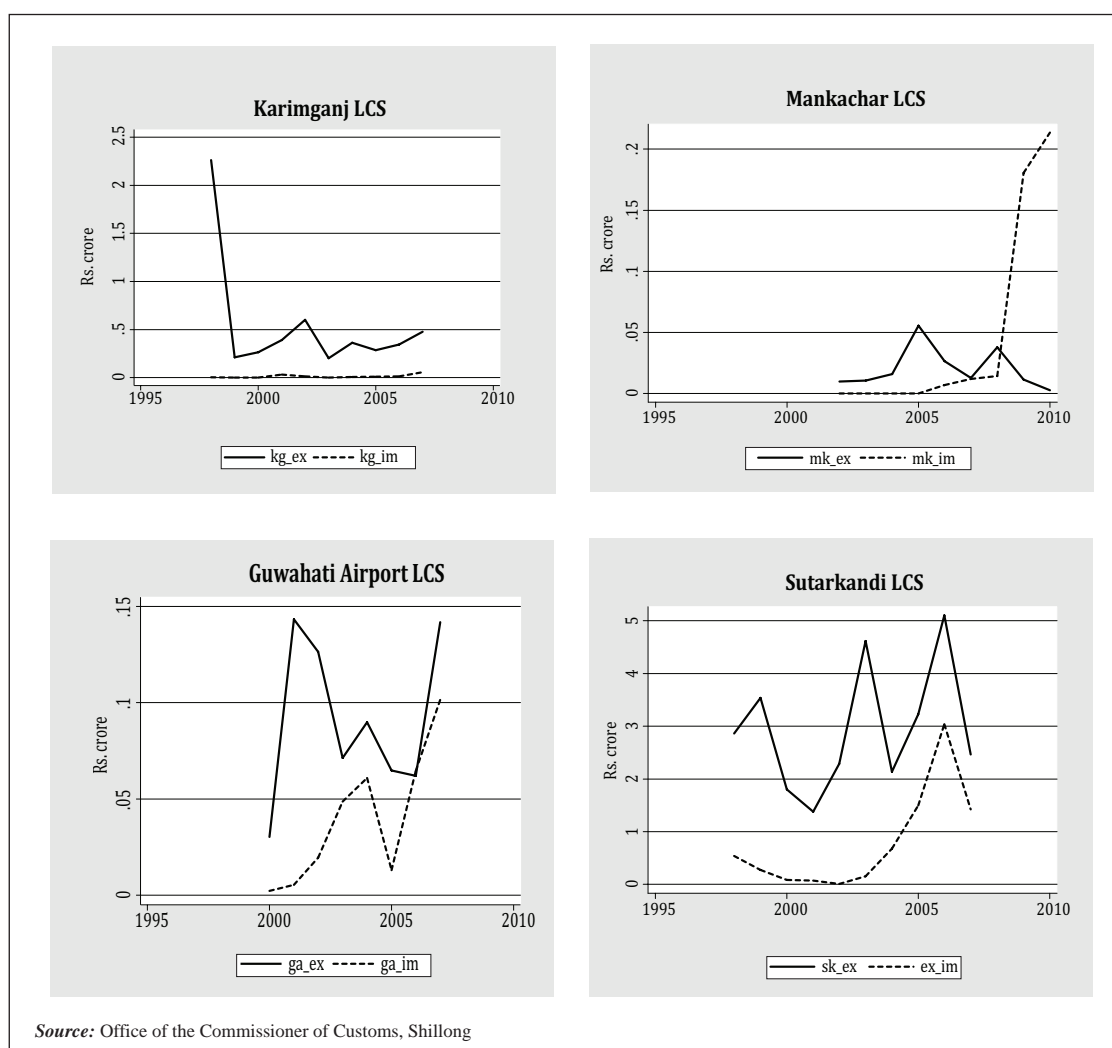 Karimganj LCS
Rs. crore
2.5
2
1.5
1
.5
0
1995 2000 2005 2010
kg_ex kg_im
Mankachar LCS
Rs. crore
.2
.15
.1
.05
0
1995 2000 2005 2010
mk_ex mk_im
Guwahati Airport LCS
Rs. crore
.15
.1
.05
0
1995 2000 2005 2010
ga_ex ga_im
Sutarkandi LCS
Rs. crore
5
4
3
2
1
0
1995 2000 2005 2010
sk_ex ex_im
Source: Office of the Commissioner of Customs, Shillong